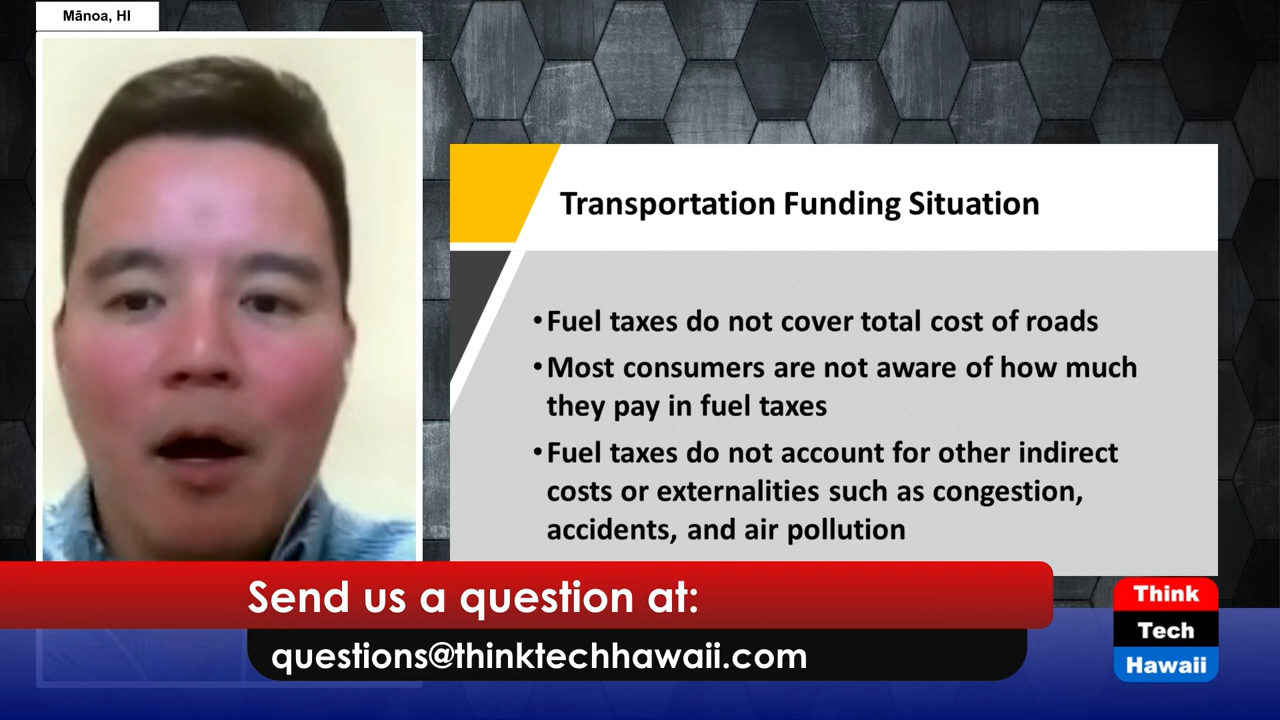 Mānoa, HI
Transportation Funding Situation
•Fuel taxes do not cover total cost of roads
•Most consumers are not aware of how much
they pay in fuel taxes
•Fuel taxes do not account for other indirect
costs or externalities such as congestion,
accidents, and air pollution
Send us a question at:
questions@thinktechhawaii.com
Think
Tech
Hawaii